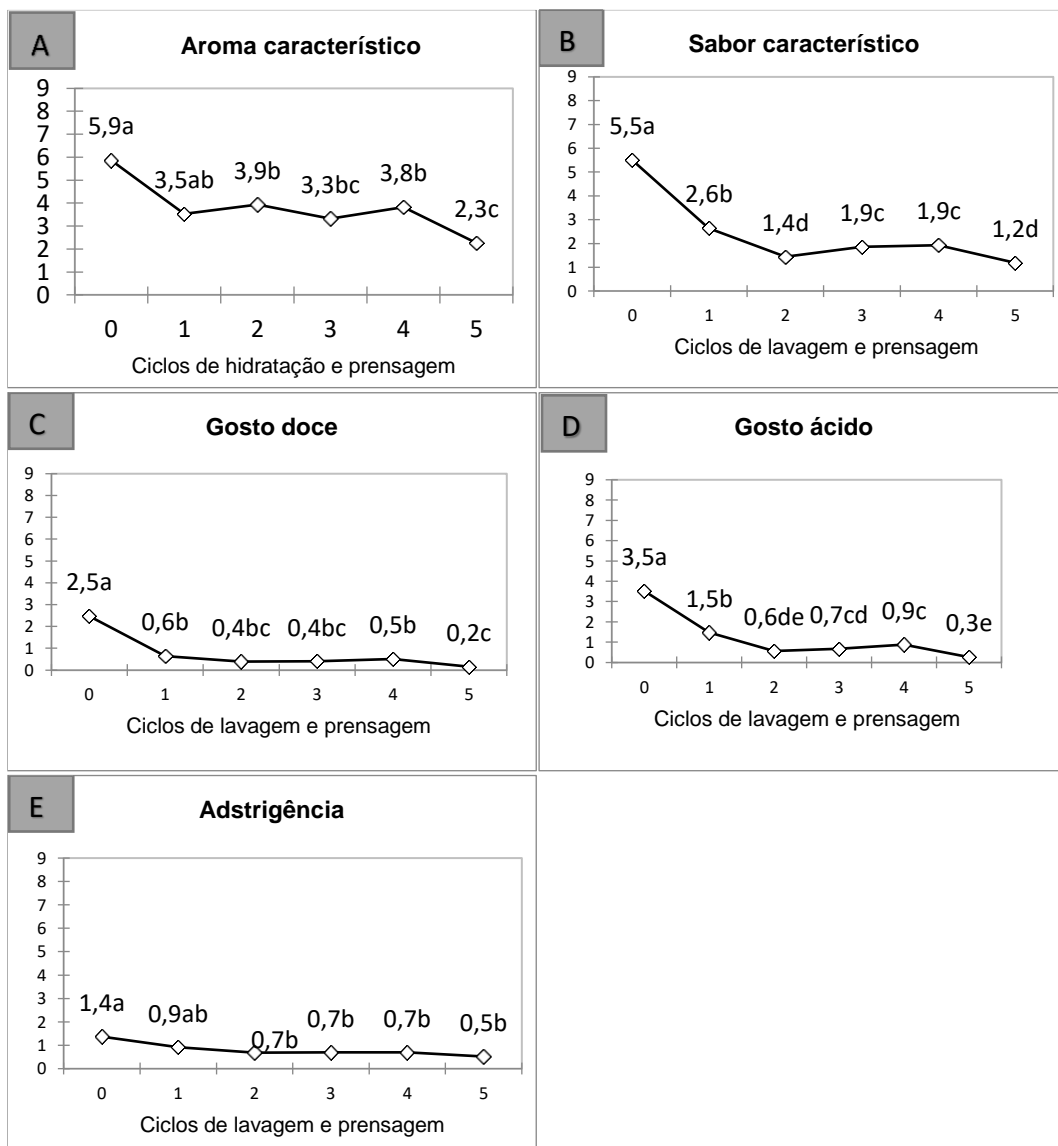 A
Aroma característico
9
8
7
6
5
4
3
2
1
0
5,9a
3,5ab
3,9b
3,3bc
3,8b
2,3c
0 1 2 3 4 5
Ciclos de hidratação e prensagem
B
Sabor característico
9
8
7
6
5
4
3
2
1
0
5,5a
2,6b
1,4d
1,9c
1,9c
1,2d
0 1 2 3 4 5
Ciclos de lavagem e prensagem
C
Gosto doce
9
8
7
6
5
4
3
2
1
0
2,5a
0,6b
0,4bc
0,4bc
0,5b
0,2c
0 1 2 3 4 5
Ciclos de lavagem e prensagem
D
Gosto ácido
9
8
7
6
5
4
3
2
1
0
3,5a
1,5b
0,6de
0,7cd
0,9c
0,3e
0 1 2 3 4 5
Ciclos de lavagem e prensagem
E
Adstrigência
9
8
7
6
5
4
3
2
1
0
1,4a
0,9ab
0,7b
0,7b
0,7b
0,5b
0 1 2 3 4 5
Ciclos de lavagem e prensagem